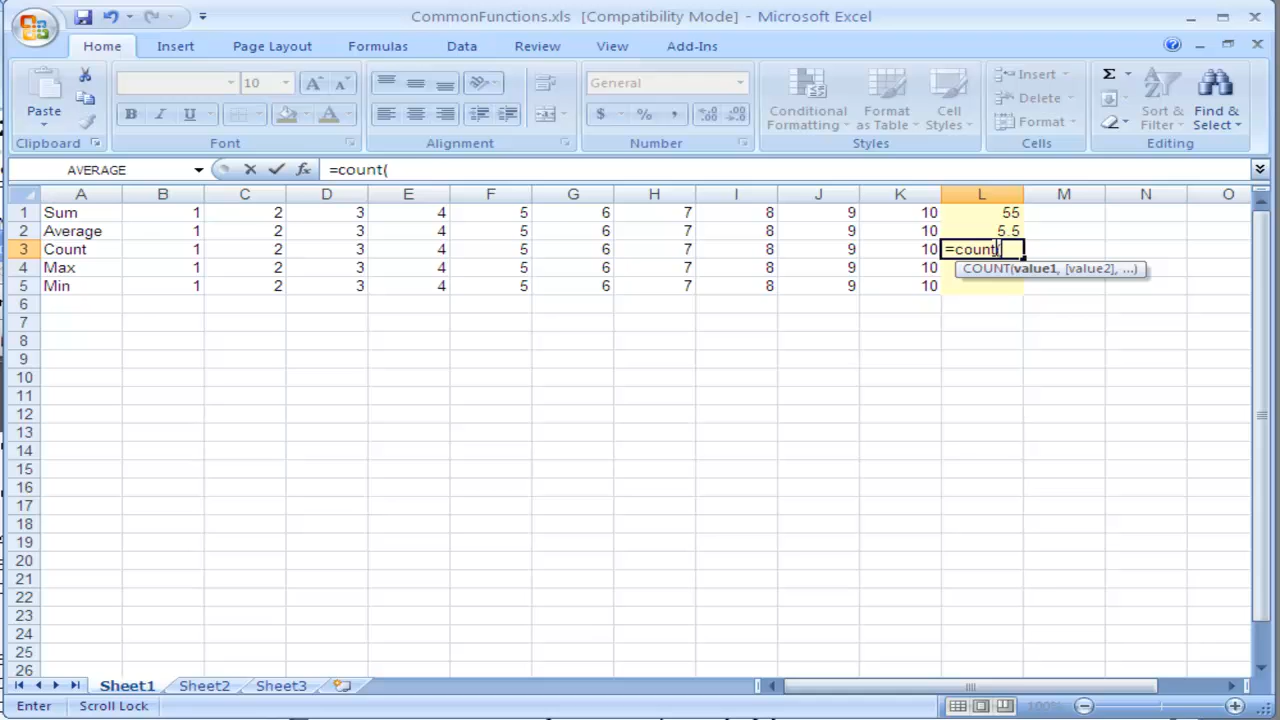 CommunFunctions.xls [Compatibility Mode] - Microsoft Excel
Home Insert Page Layout Formulas Data Review View Add-Ins
Paste
10
B I U
A A
General
$ % ,
Conditional Formatting
Format as Table
Cell Styles
Insert
Delete
Format
Σ
Sort & Filter
Find & Select
Clipboard Font Alignment Number Styles Cells Editing
AVERAGE fx =count(
A B C D E F G H I J K L M N O
1 Sum 1 2 3 4 5 6 7 8 9 10 55
2 Average 1 2 3 4 5 6 7 8 9 10 5.5
3 Count 1 2 3 4 5 6 7 8 9 10 =count(
4 Max 1 2 3 4 5 6 7 8 9 10
COUNT(value1, [value2], ...)
5 Min 1 2 3 4 5 6 7 8 9 10
6
7
8
9
10
11
12
13
14
15
16
17
18
19
20
21
22
23
24
25
26
Sheet1 Sheet2 Sheet3
Enter Scroll Lock 100%